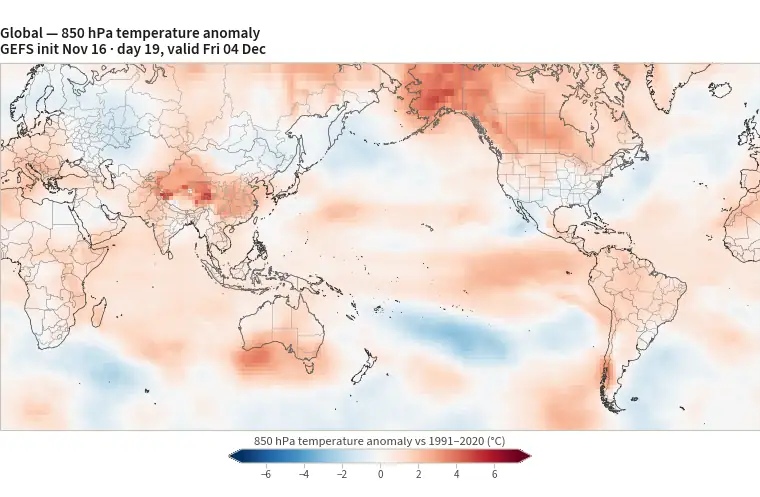 Global — 850 hPa temperature anomaly
GEFS init Nov 16 · day 19, valid Fri 04 Dec
850 hPa temperature anomaly vs 1991–2020 (°C)
−6 −4 −2 0 2 4 6